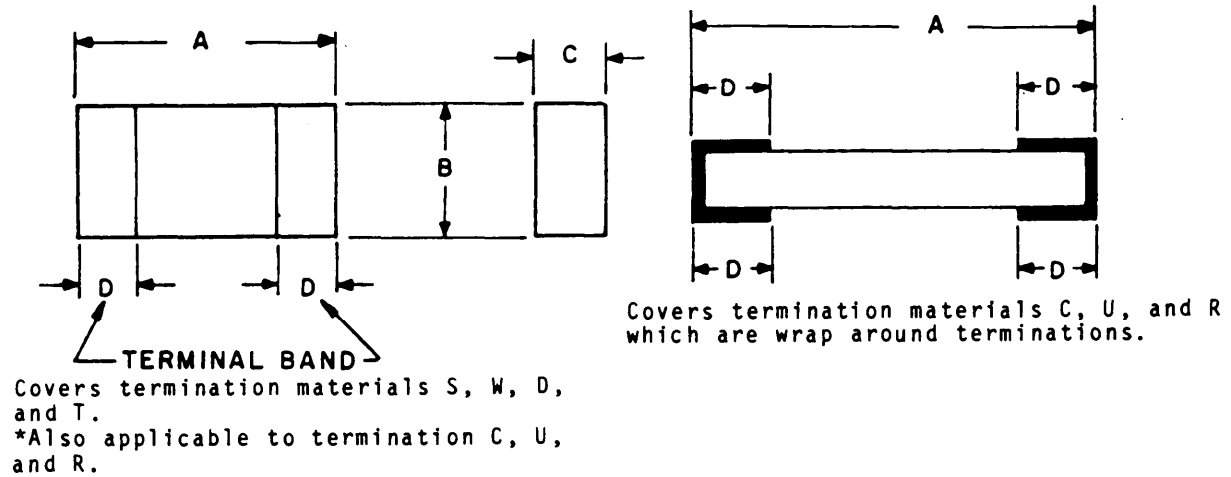 A
C
A
D
D
B
D
D
D
D
TERMINAL BAND
Covers termination materials S, W, D,
and T.
*Also applicable to termination C, U,
and R.
Covers termination materials C, U, and R
which are wrap around terminations.